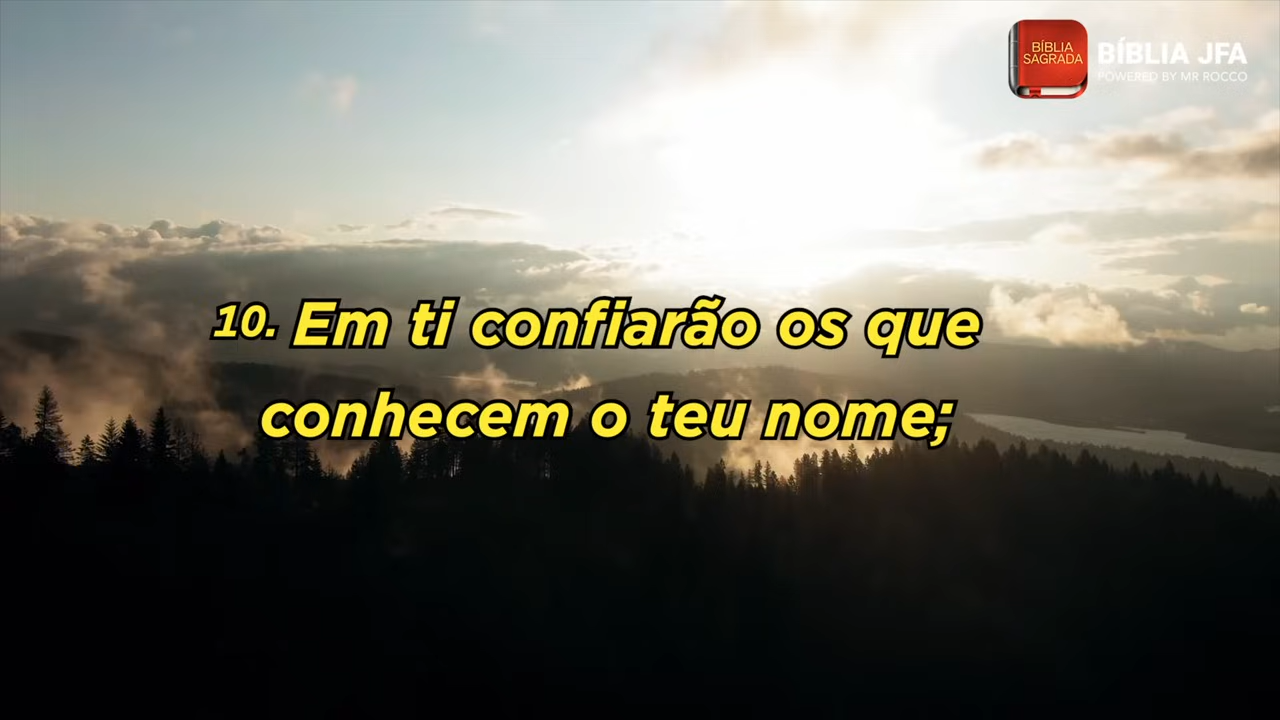 BÍBLIA
SAGRADA
BÍBLIA JFA
POWERED BY MR ROCCO
10. Em ti confiarão os que
conhecem o teu nome;